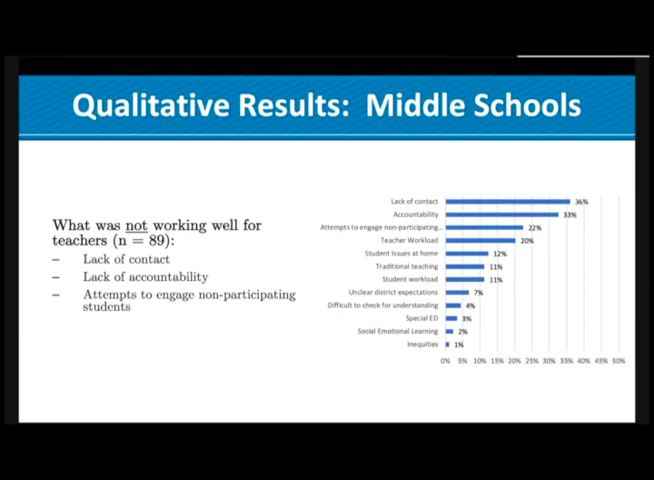 Qualitative Results: Middle Schools
What was not working well for
teachers (n = 89):
– Lack of contact
– Lack of accountability
– Attempts to engage non-participating
students
Lack of contact 36%
Accountability 33%
Attempts to engage non-participating... 22%
Teacher Workload 20%
Student Issues at home 12%
Traditional teaching 11%
Student workload 11%
Unclear district expectations 7%
Difficult to check for understanding 4%
Special ED 3%
Social Emotional Learning 2%
Inequities 1%
0% 5% 10% 15% 20% 25% 30% 35% 40% 45% 50%